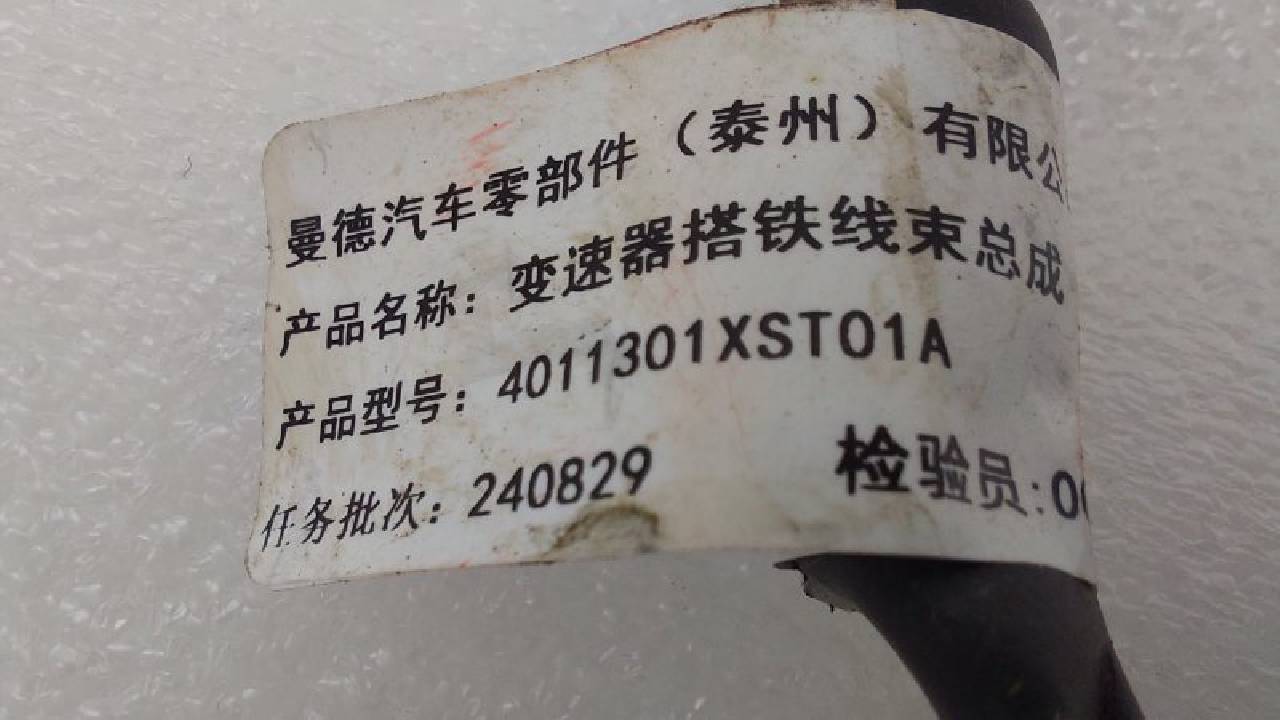 曼德汽车零部件（泰州）有限公
产品名称：变速器搭铁线束总成
产品型号：4011301XST01A
任务批次：240829 检验员：0